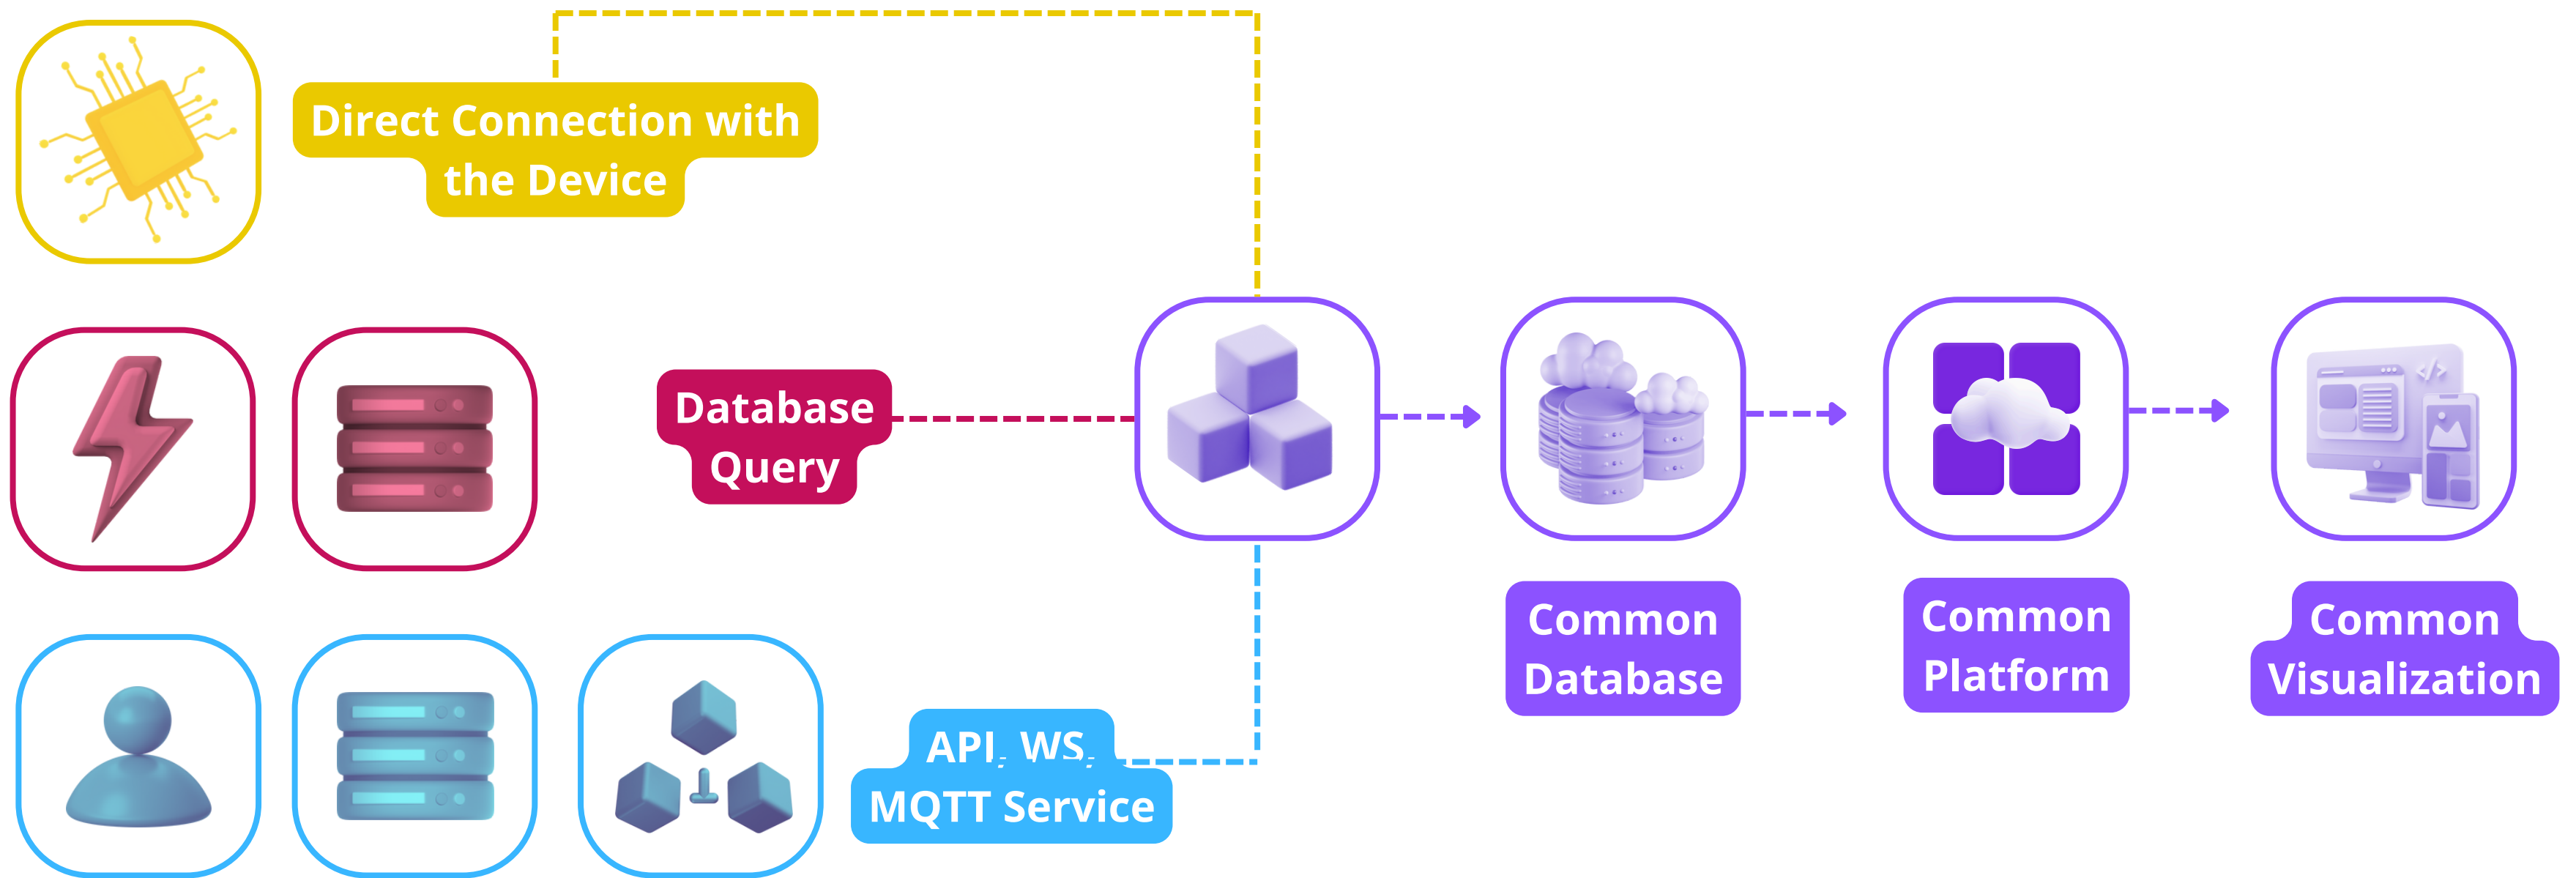 Direct Connection with
the Device
Database
Query
API, WS,
MQTT Service
Common
Database
Common
Platform
Common
Visualization